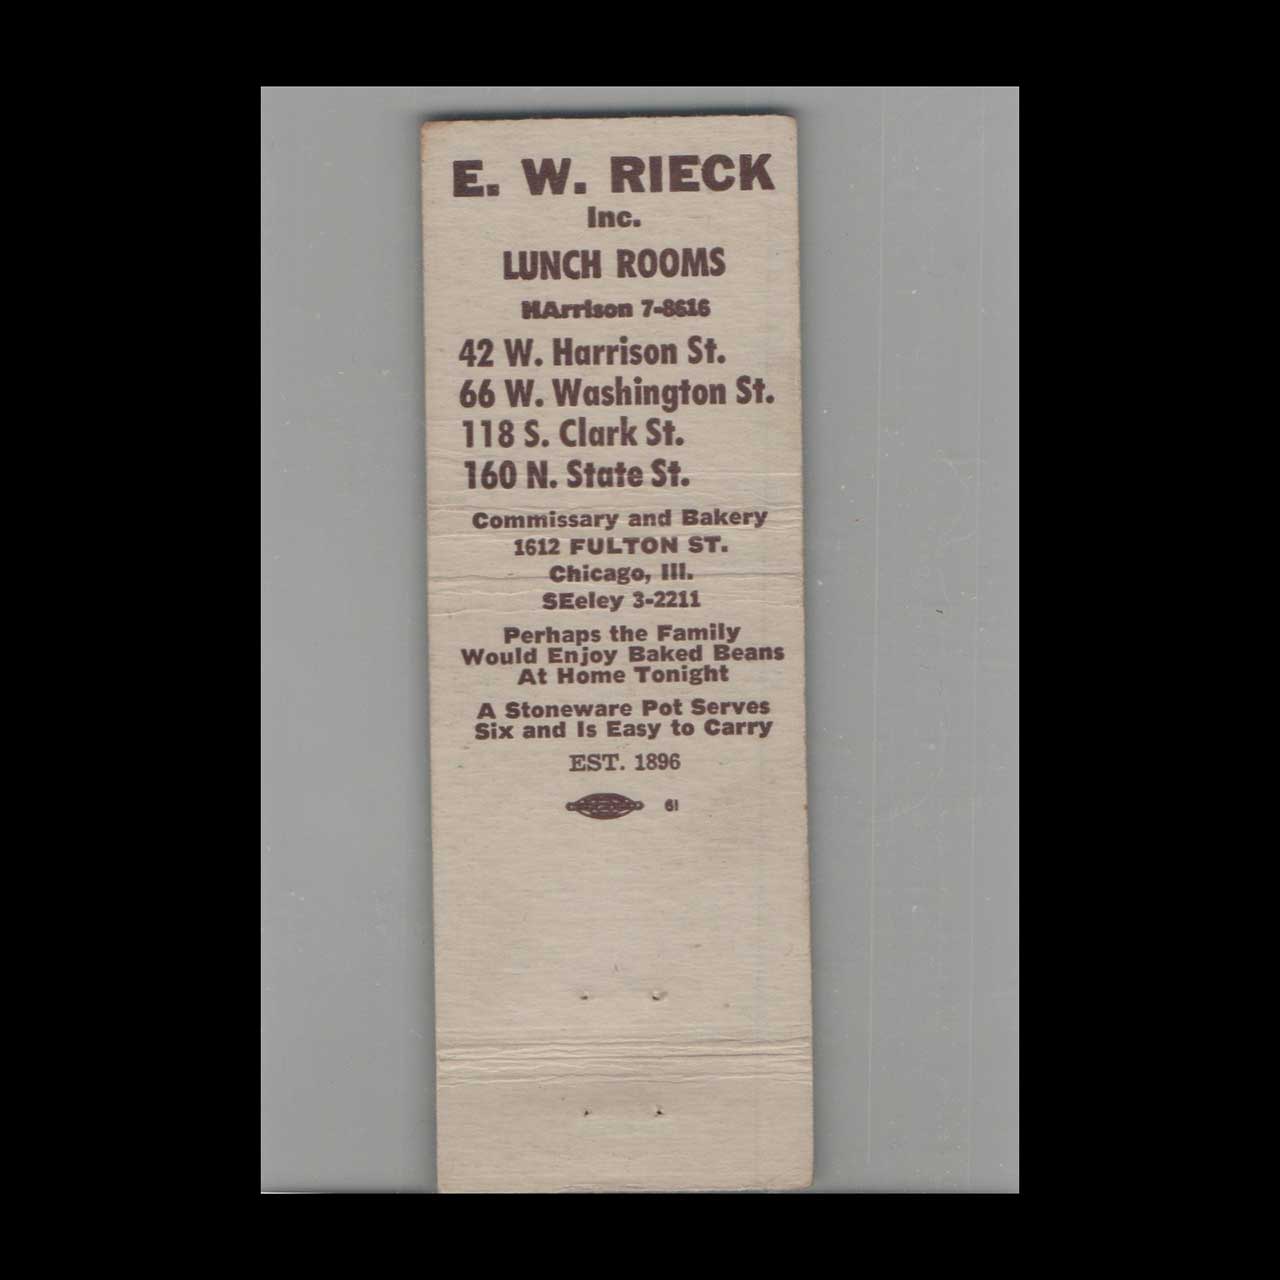 E. W. RIECK
Inc.
LUNCH ROOMS
HArrison 7-8616
42 W. Harrison St.
66 W. Washington St.
118 S. Clark St.
160 N. State St.
Commissary and Bakery
1612 FULTON ST.
Chicago, Ill.
SEeley 3-2211
Perhaps the Family
Would Enjoy Baked Beans
At Home Tonight
A Stoneware Pot Serves
Six and Is Easy to Carry
EST. 1896
61